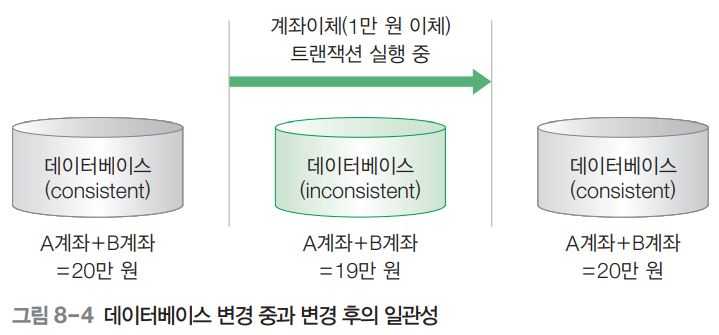 계좌이체(1만 원 이체)
트랜잭션 실행 중
데이터베이스
(consistent)
A계좌+B계좌
=20만 원
데이터베이스
(inconsistent)
A계좌+B계좌
=19만 원
데이터베이스
(consistent)
A계좌+B계좌
=20만 원
그림 8-4 데이터베이스 변경 중과 변경 후의 일관성